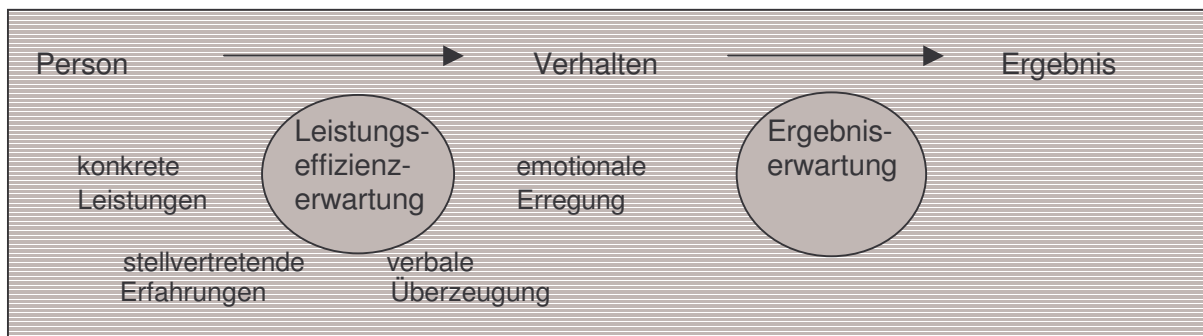 Person Verhalten Ergebnis
Leistungs-
effizienz-
erwartung
Ergebnis-
erwartung
konkrete
Leistungen
emotionale
Erregung
stellvertretende
Erfahrungen
verbale
Überzeugung